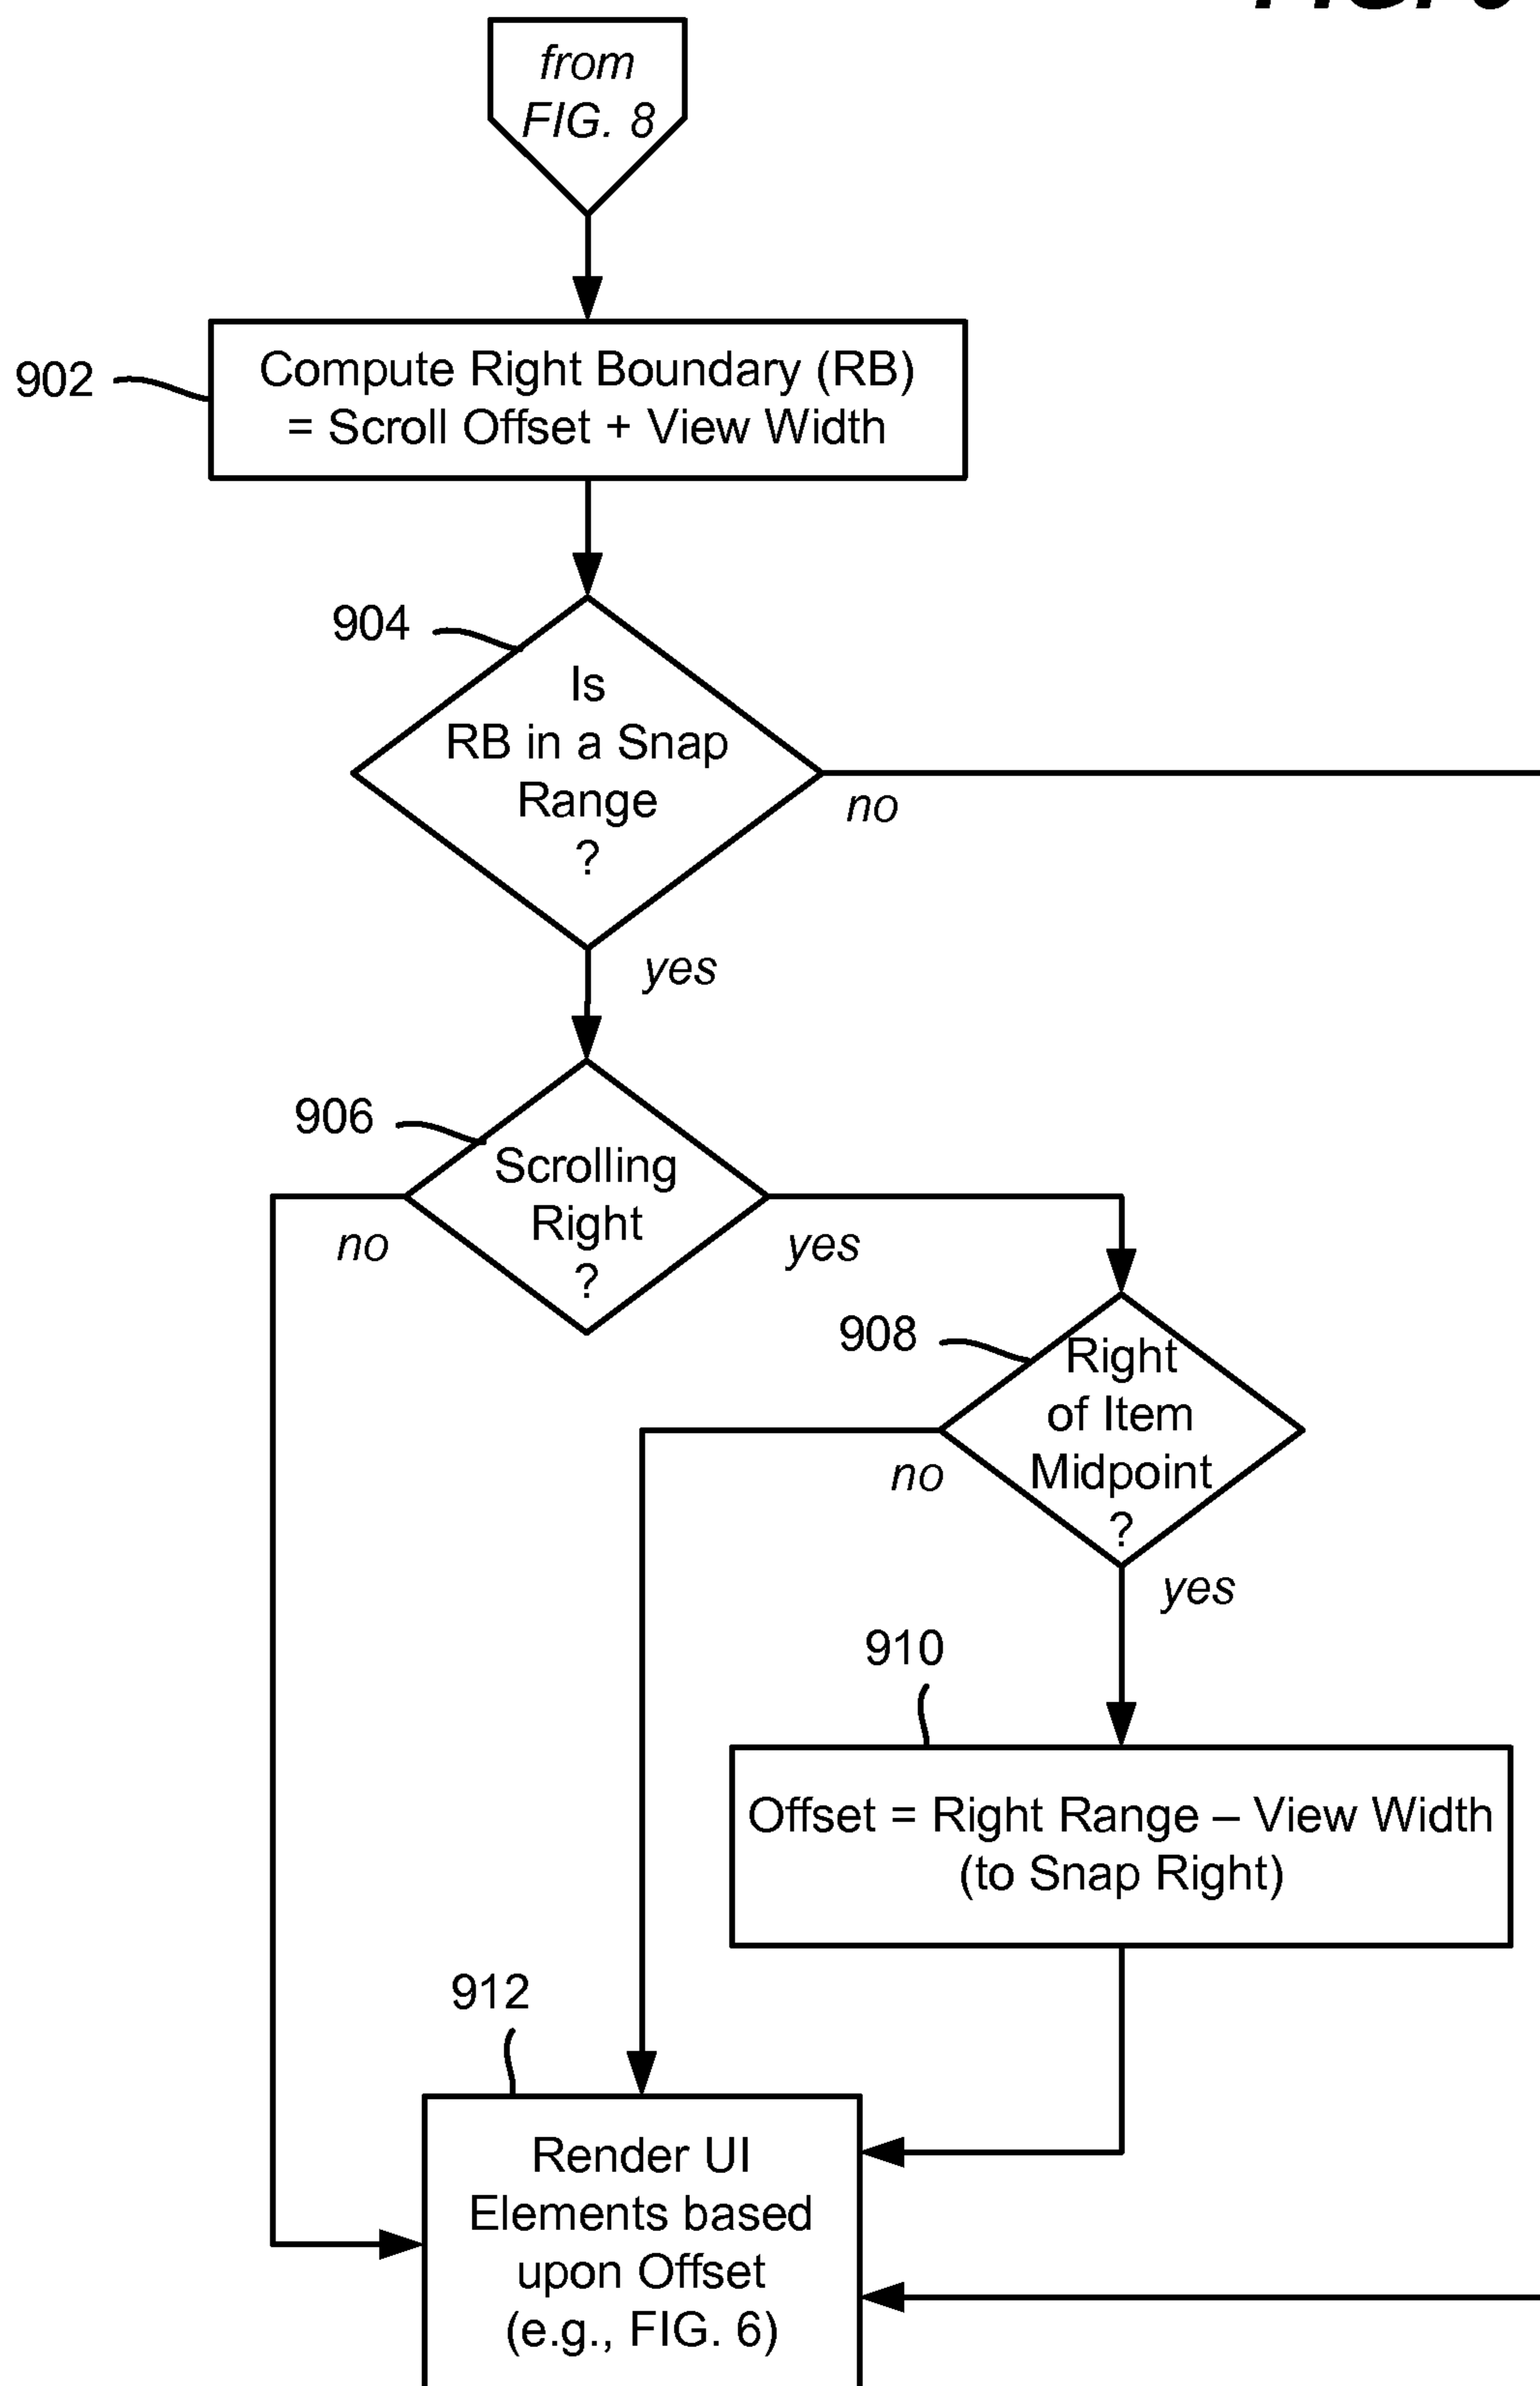 from
FIG. 8
902
Compute Right Boundary (RB)
= Scroll Offset + View Width
904
Is
RB in a Snap
Range
?
no
yes
906
Scrolling
Right
?
no
yes
908
Right
of Item
Midpoint
?
no
yes
910
Offset = Right Range – View Width
(to Snap Right)
912
Render UI
Elements based
upon Offset
(e.g., FIG. 6)